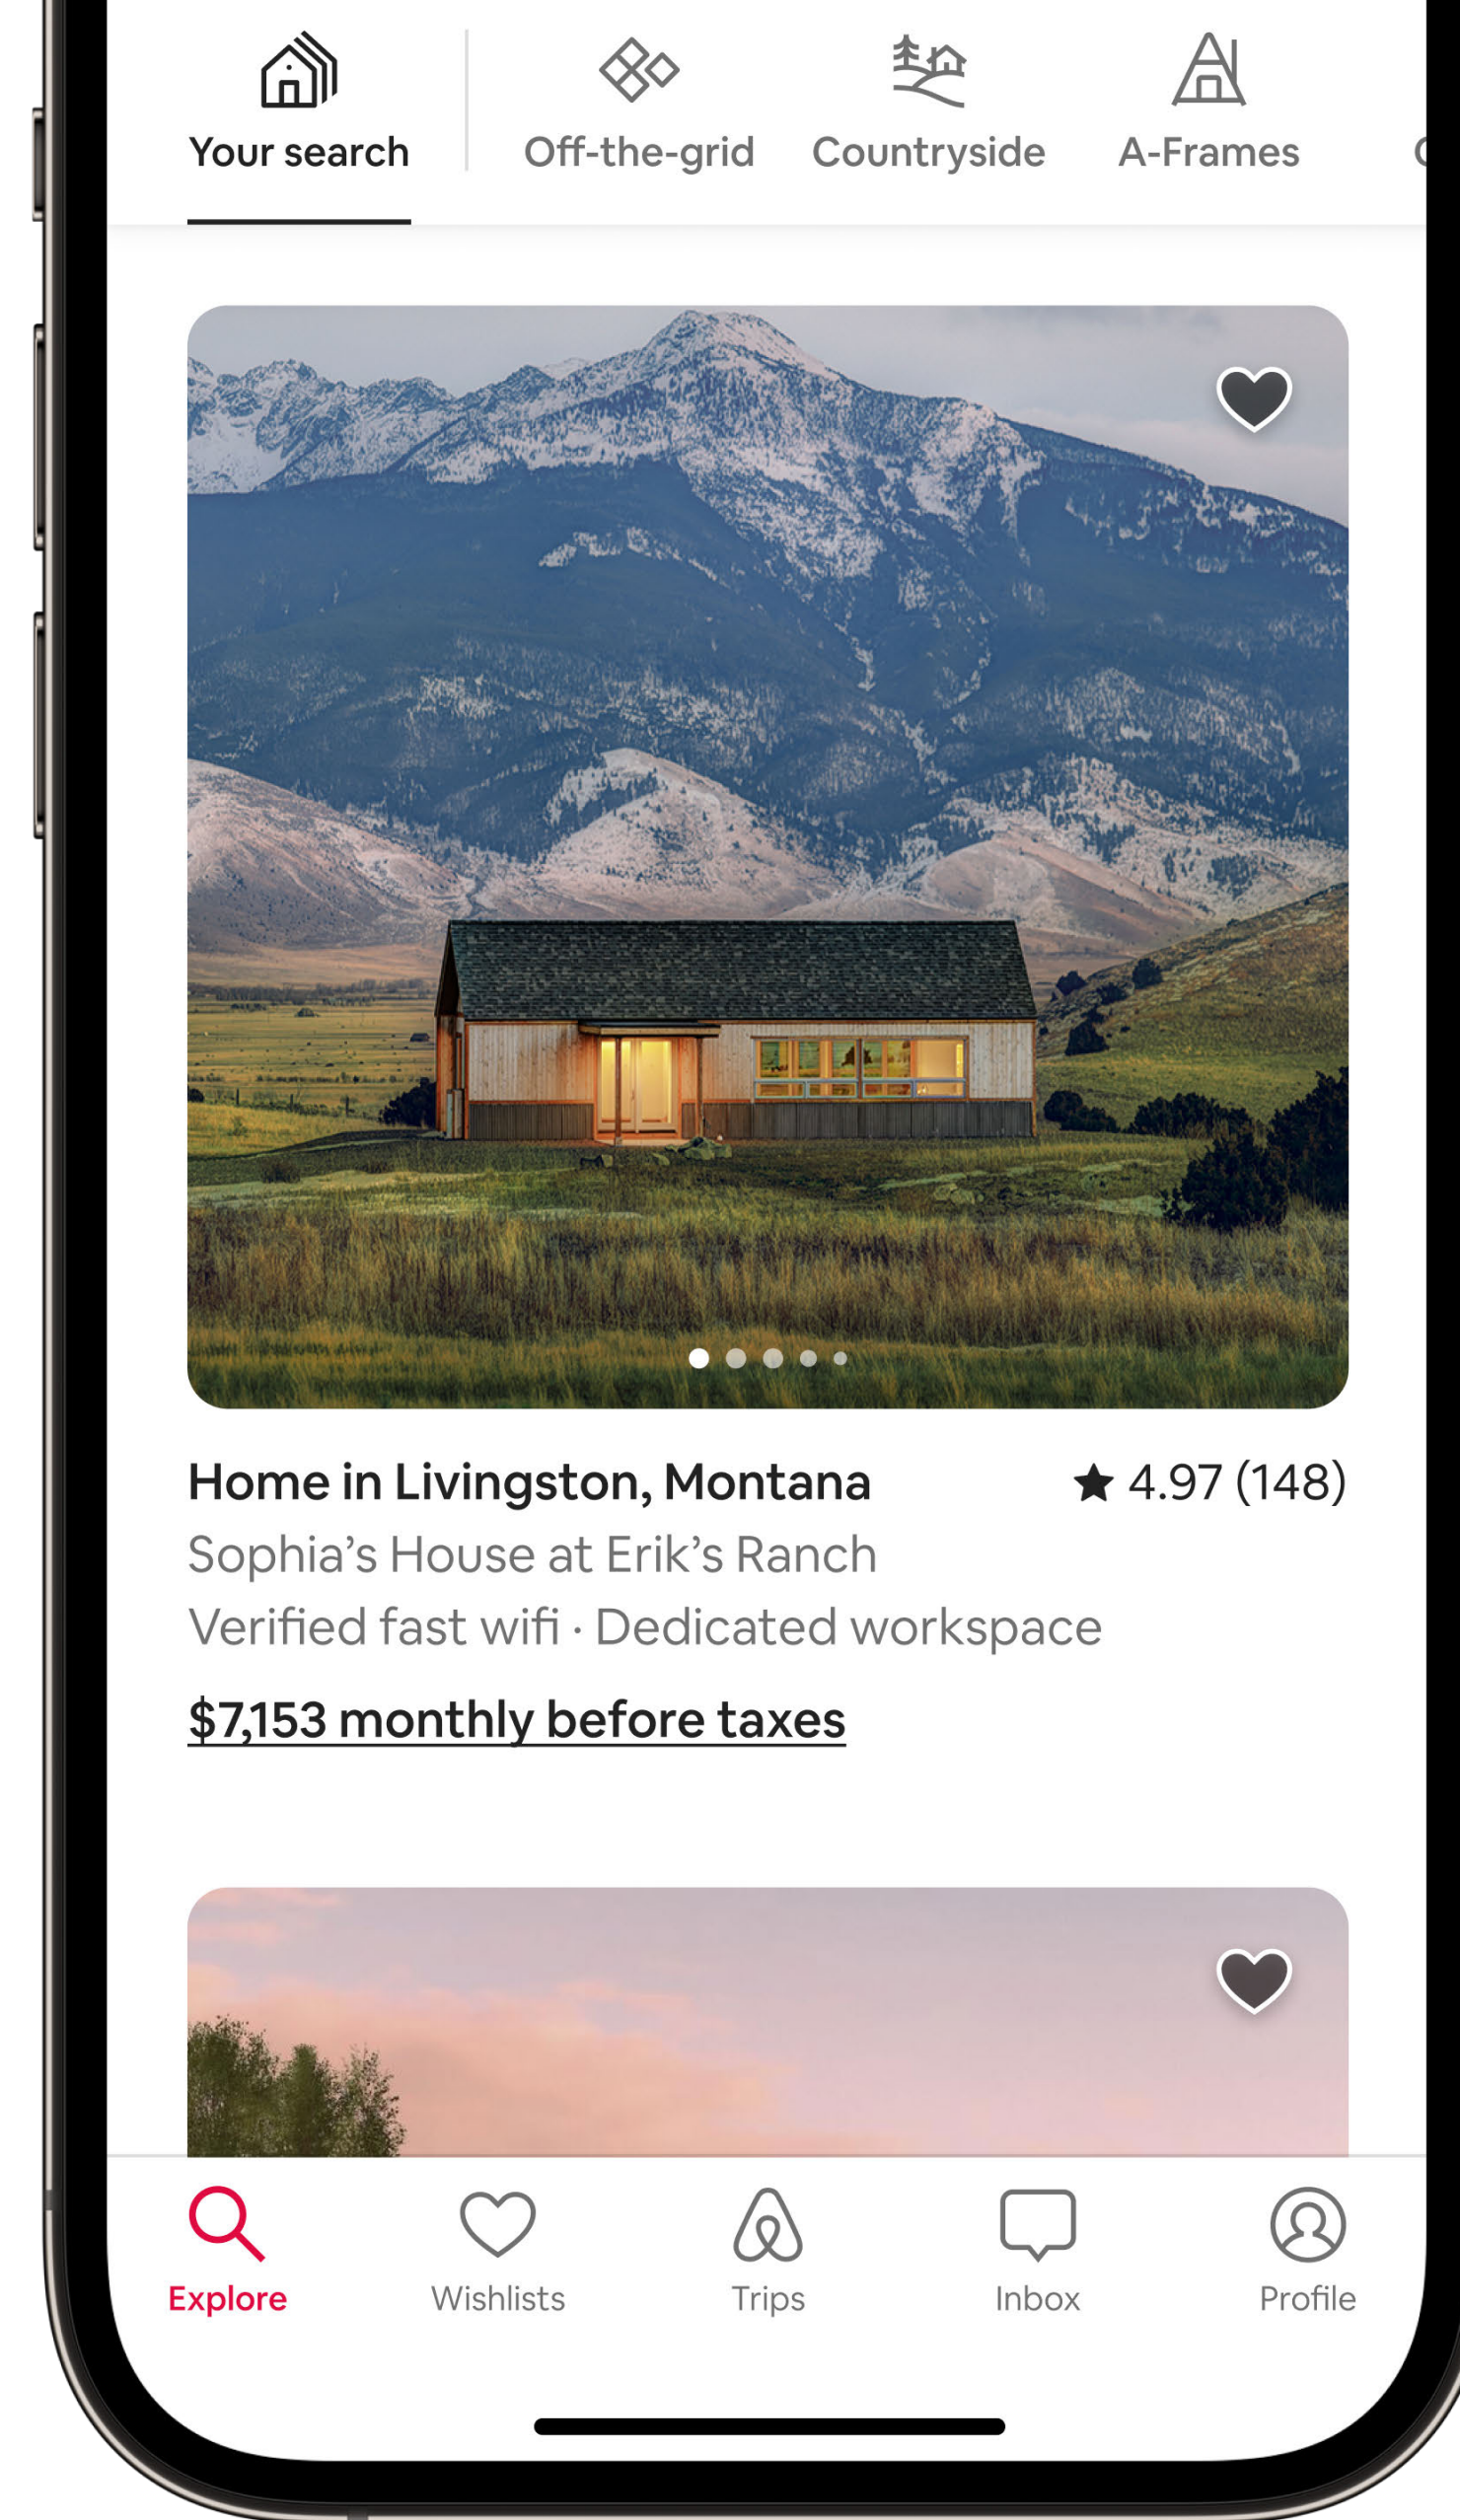 Your search
Off-the-grid
Countryside
A-Frames
Home in Livingston, Montana
★ 4.97 (148)
Sophia’s House at Erik’s Ranch
Verified fast wifi · Dedicated workspace
$7,153 monthly before taxes
Explore
Wishlists
Trips
Inbox
Profile